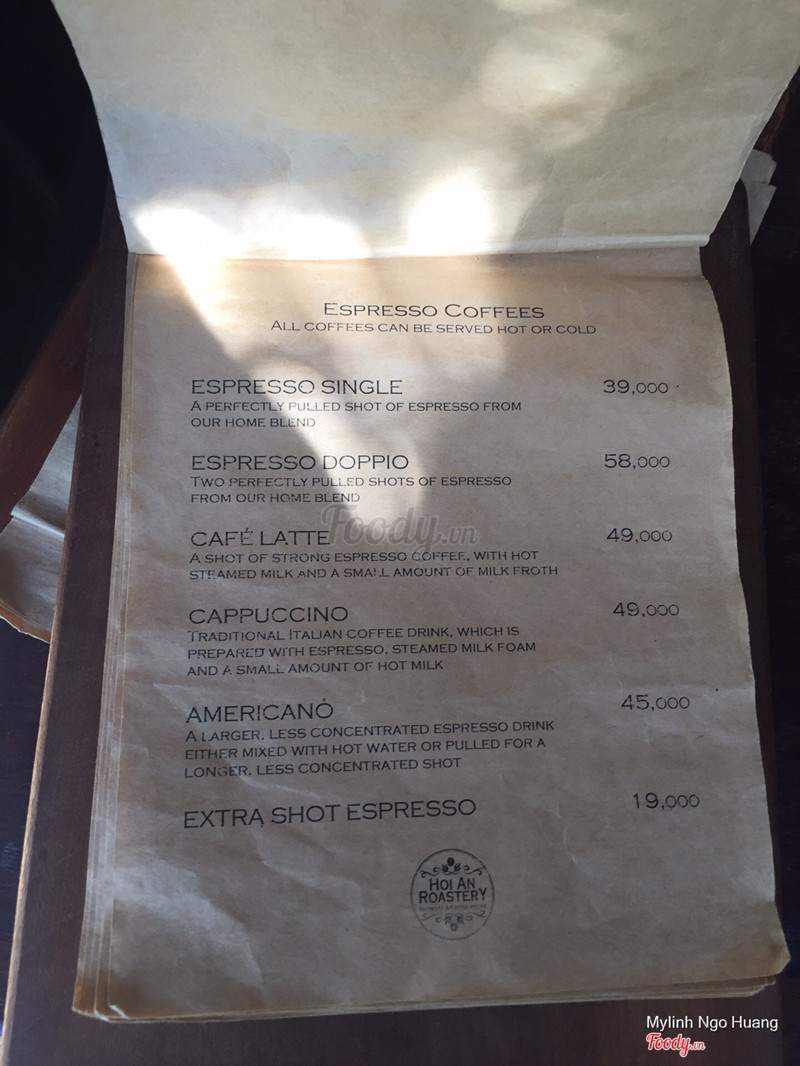 ESPRESSO COFFEES
ALL COFFEES CAN BE SERVED HOT OR COLD
ESPRESSO SINGLE 39,000
A PERFECTLY PULLED SHOT OF ESPRESSO FROM
OUR HOME BLEND
ESPRESSO DOPPIO 58,000
TWO PERFECTLY PULLED SHOTS OF ESPRESSO
FROM OUR HOME BLEND
Foody.vn
CAFÉ LATTE 49,000
A SHOT OF STRONG ESPRESSO COFFEE, WITH HOT
STEAMED MILK AND A SMALL AMOUNT OF MILK FROTH
CAPPUCCINO 49,000
TRADITIONAL ITALIAN COFFEE DRINK, WHICH IS
PREPARED WITH ESPRESSO, STEAMED MILK FOAM
AND A SMALL AMOUNT OF HOT MILK
AMERICANO 45,000
A LARGER, LESS CONCENTRATED ESPRESSO DRINK
EITHER MIXED WITH HOT WATER OR PULLED FOR A
LONGER, LESS CONCENTRATED SHOT
EXTRA SHOT ESPRESSO 19,000
HOI AN
ROASTERY
Mylinh Ngo Huang
Foody.vn